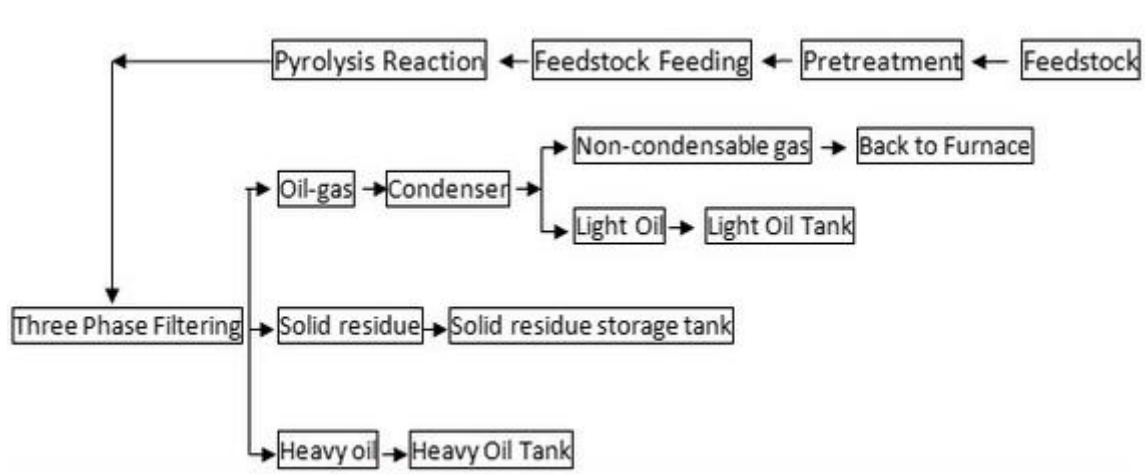 Pyrolysis Reaction
Feedstock Feeding
Pretreatment
Feedstock
Non-condensable gas
Back to Furnace
Oil-gas
Condenser
Light Oil
Light Oil Tank
Three Phase Filtering
Solid residue
Solid residue storage tank
Heavy oil
Heavy Oil Tank